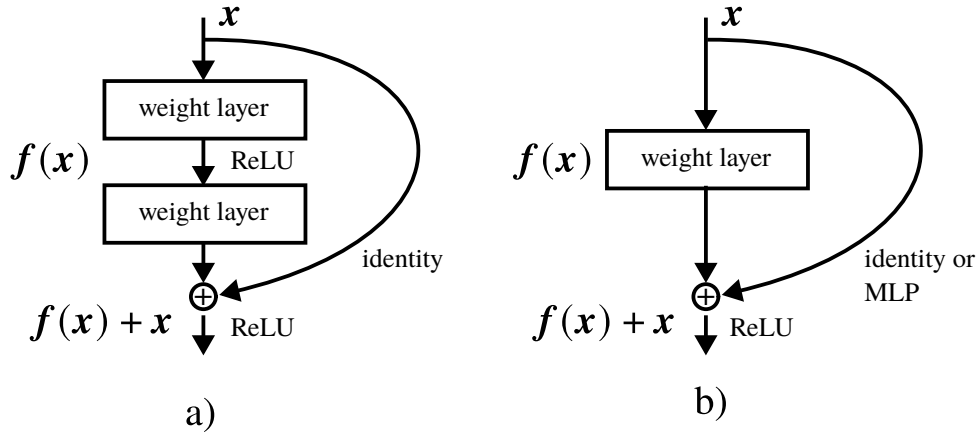 x
weight layer
f(x)
ReLU
weight layer
identity
f(x) + x
ReLU
a)
x
f(x)
weight layer
identity or
MLP
f(x) + x
ReLU
b)